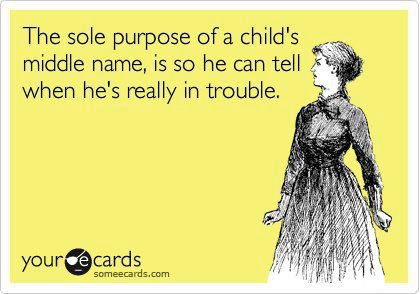 The sole purpose of a child's
middle name, is so he can tell
when he's really in trouble.
your e cards
someecards.com